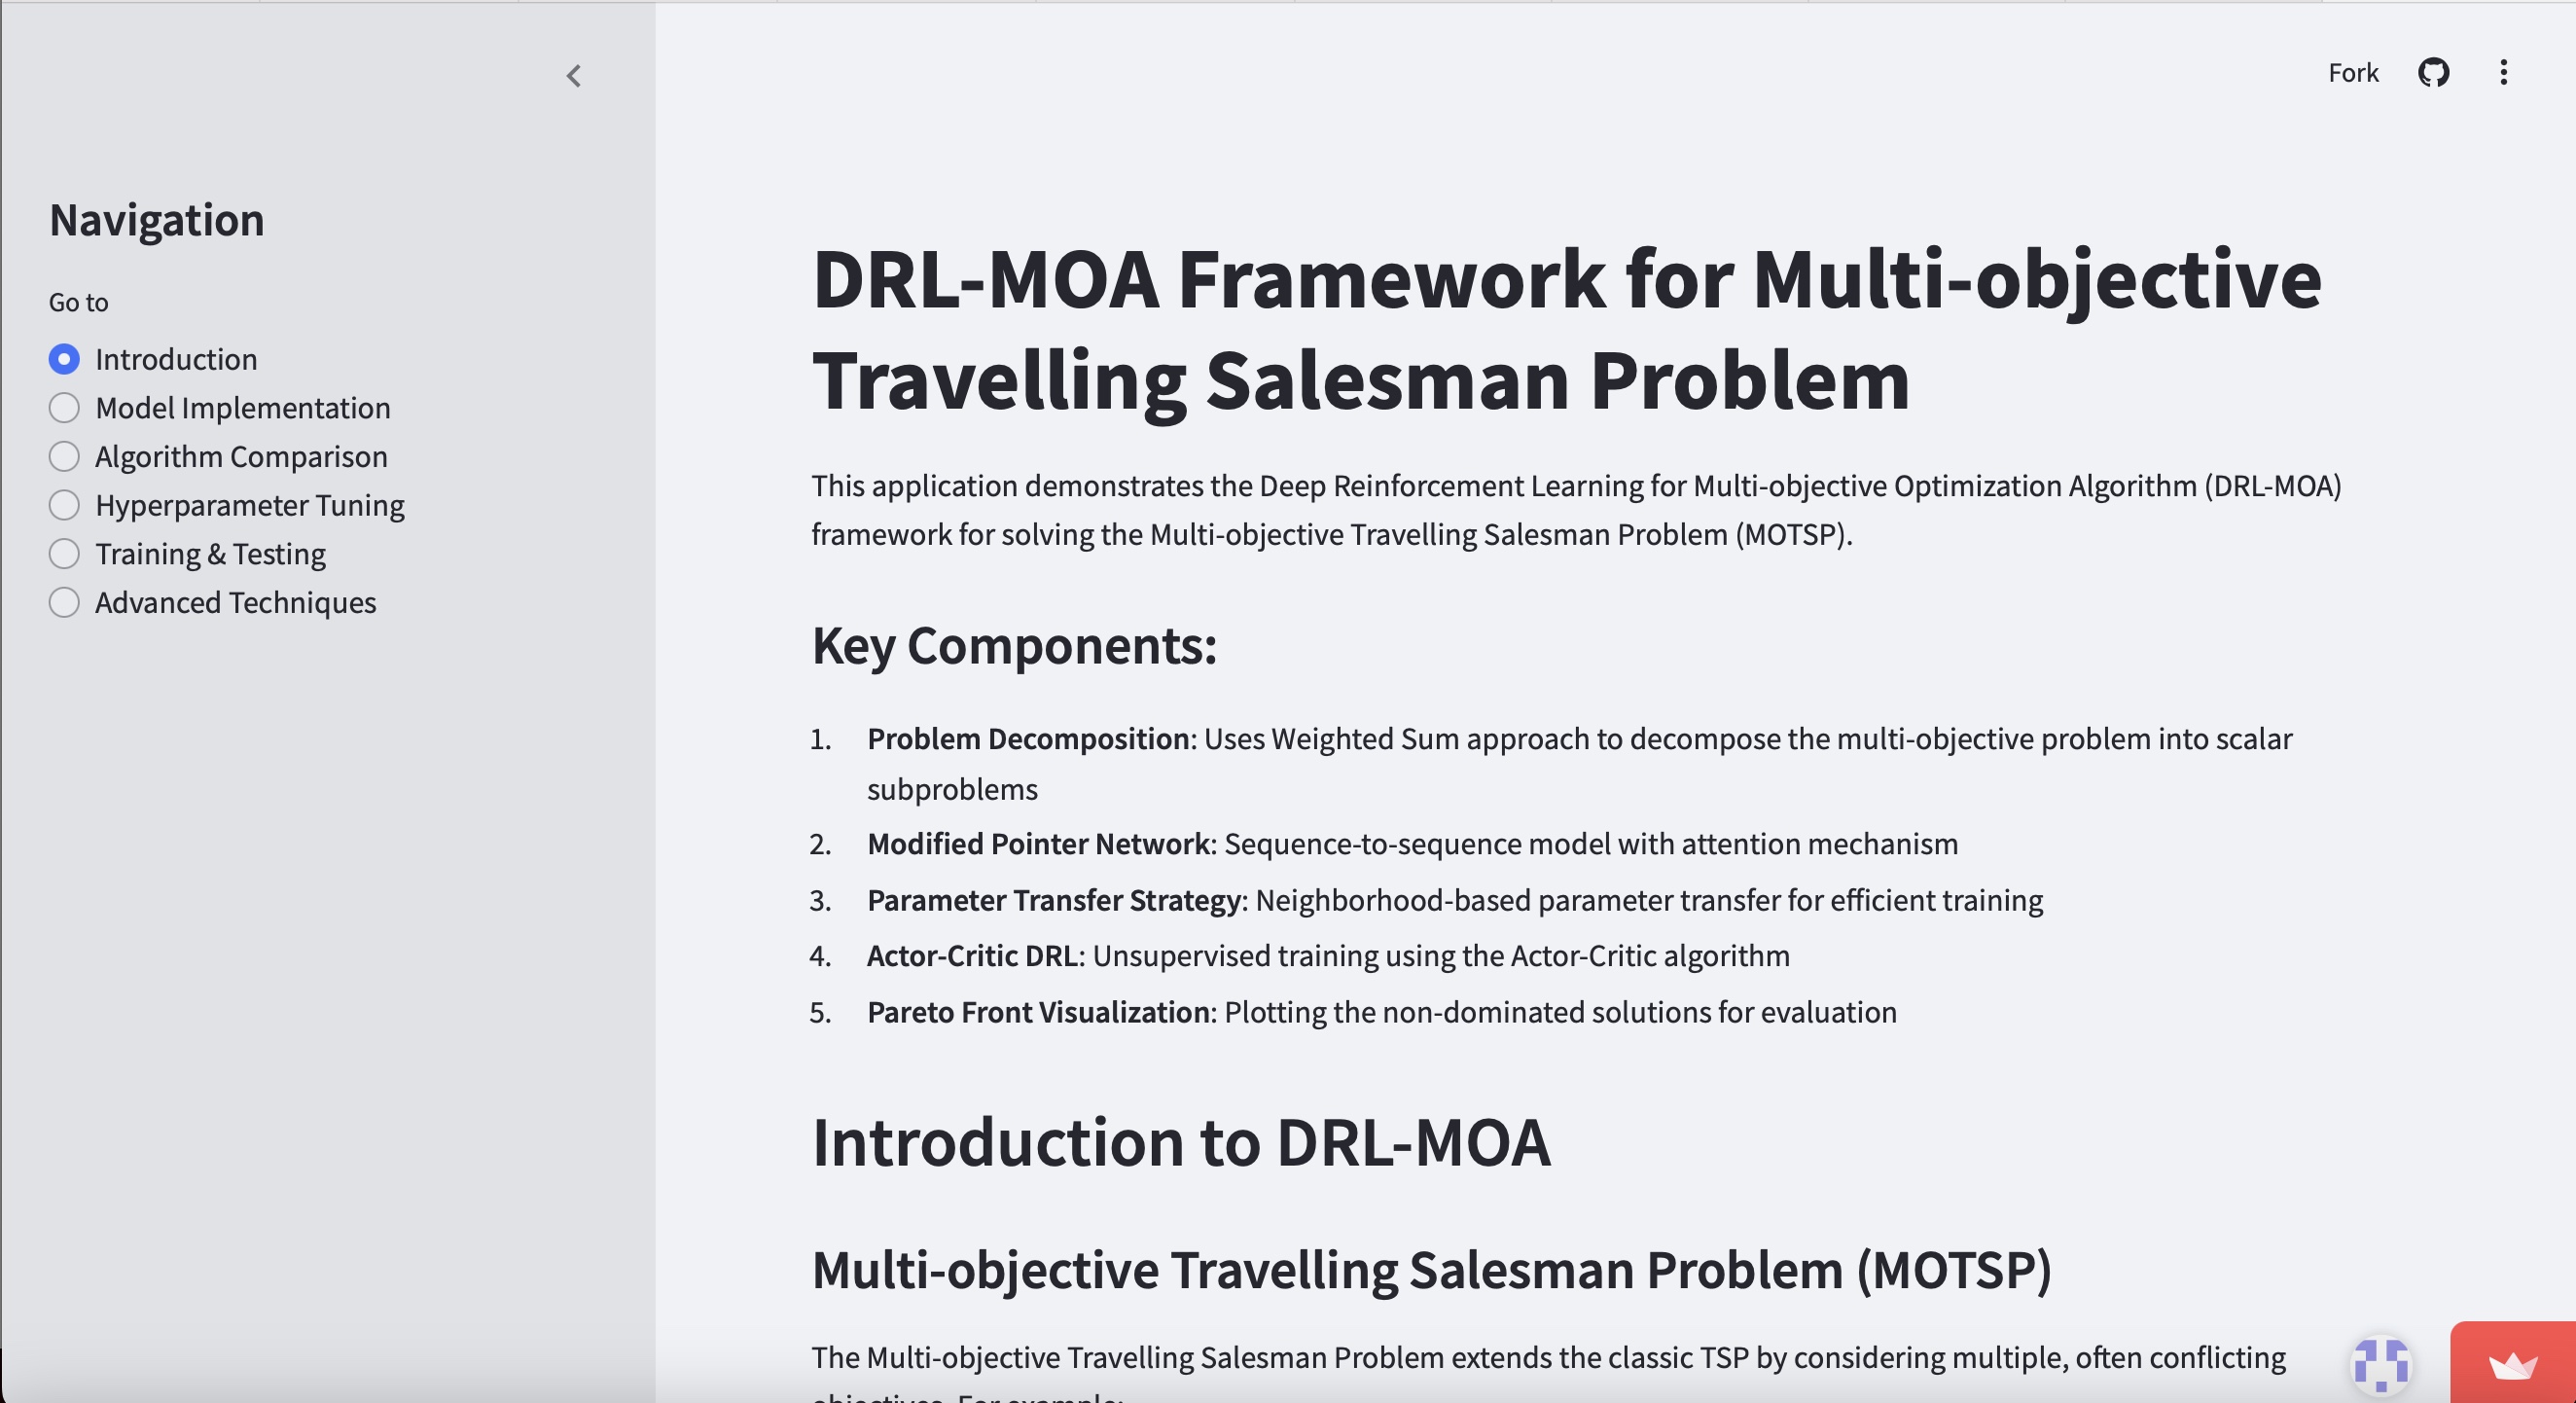 Fork
Navigation
Go to
Introduction
Model Implementation
Algorithm Comparison
Hyperparameter Tuning
Training & Testing
Advanced Techniques
DRL-MOA Framework for Multi-objective
Travelling Salesman Problem
This application demonstrates the Deep Reinforcement Learning for Multi-objective Optimization Algorithm (DRL-MOA)
framework for solving the Multi-objective Travelling Salesman Problem (MOTSP).
Key Components:
1. Problem Decomposition: Uses Weighted Sum approach to decompose the multi-objective problem into scalar
subproblems
2. Modified Pointer Network: Sequence-to-sequence model with attention mechanism
3. Parameter Transfer Strategy: Neighborhood-based parameter transfer for efficient training
4. Actor-Critic DRL: Unsupervised training using the Actor-Critic algorithm
5. Pareto Front Visualization: Plotting the non-dominated solutions for evaluation
Introduction to DRL-MOA
Multi-objective Travelling Salesman Problem (MOTSP)
The Multi-objective Travelling Salesman Problem extends the classic TSP by considering multiple, often conflicting
objectives. For example: